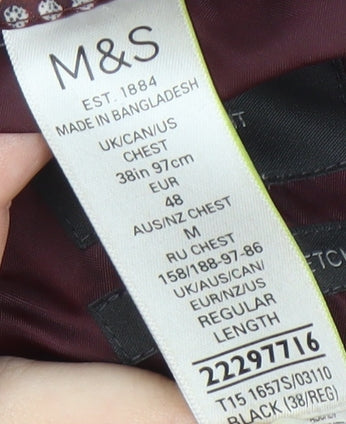 M&S
EST. 1884
MADE IN BANGLADESH
UK/CAN/US
CHEST
38in 97cm
EUR
48
AUS/NZ CHEST
M
RU CHEST
158/188-97-86
UK/AUS/CAN/
EUR/NZ/US
REGULAR
LENGTH
22297716
T15 1657S/03110
BLACK (38/REG)